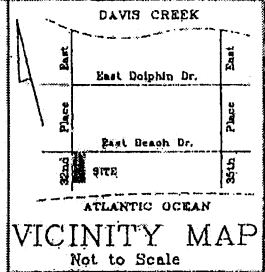 DAVIS CREEK
East
East
East Dolphin Dr.
Place
Place
East Beach Dr.
32nd
SITE
35th
ATLANTIC OCEAN
VICINITY MAP
Not to Scale